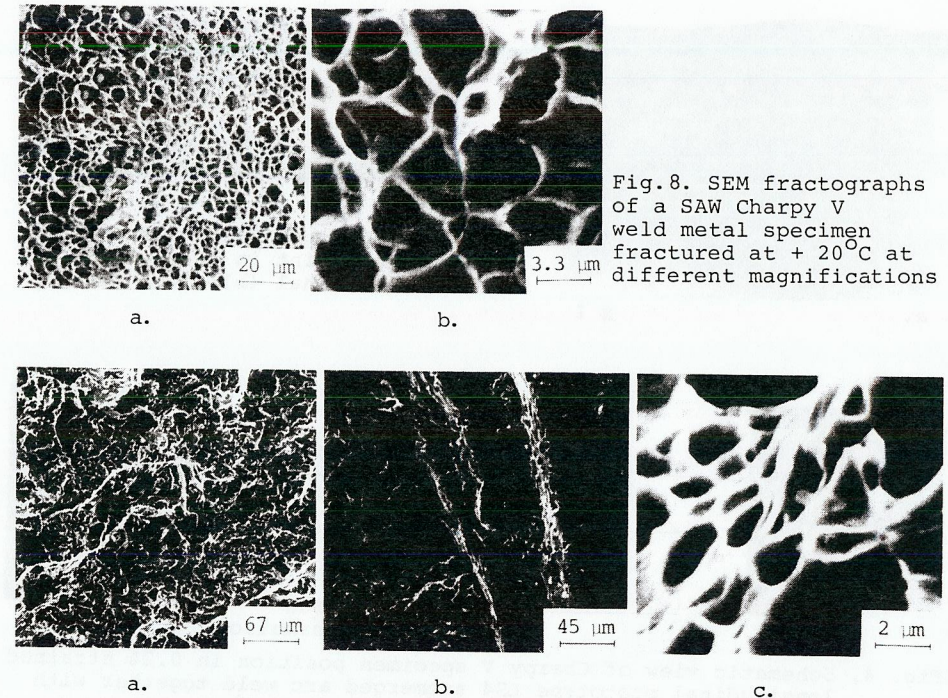 20 µm
3.3 µm
Fig.8. SEM fractographs
of a SAW Charpy V
weld metal specimen
fractured at + 20°C at
different magnifications
a.
b.
67 µm
45 µm
2 µm
a.
b.
c.